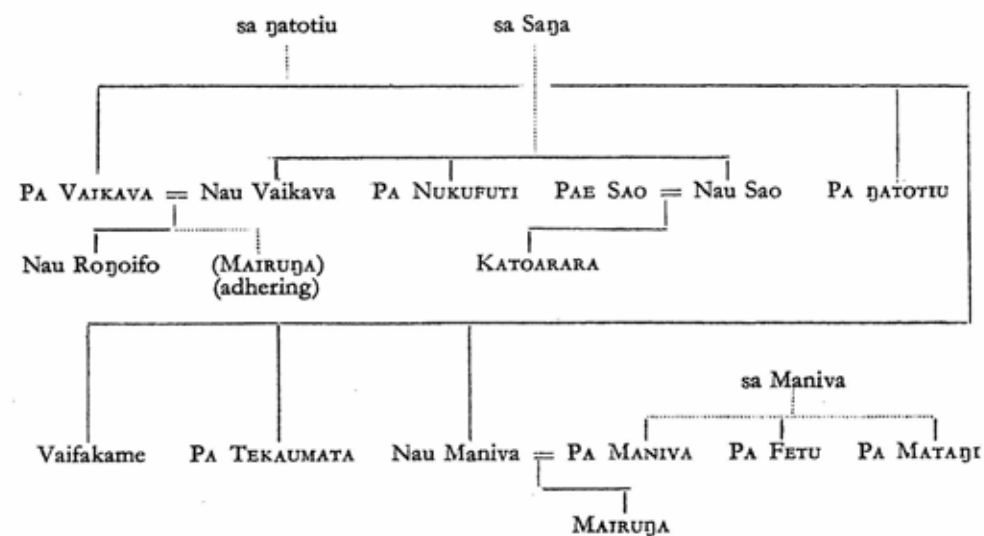 sa ŋatotiu sa Saŋa
Pa Vaikava = Nau Vaikava Pa Nukufuti Pae Sao = Nau Sao Pa ŋatotiu
Nau Roŋoifo (Mairuŋa) Katoarara
(adhering)
sa Maniva
Vaifakame Pa Tekaumata Nau Maniva = Pa Maniva Pa Fetu Pa Mataŋi
Mairuŋa